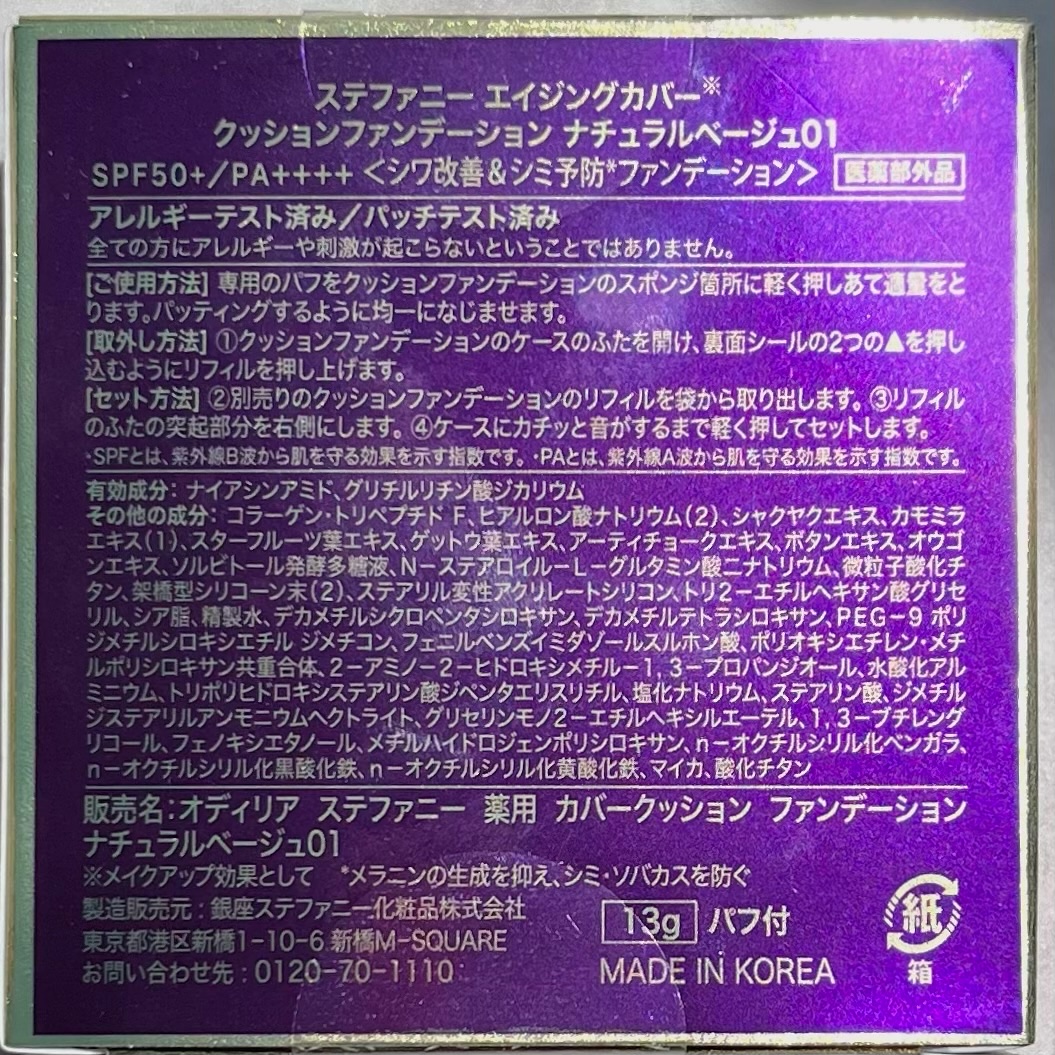 ステファニー エイジングカバー※
クッションファンデーション ナチュラルベージュ01
SPF50+/PA++++ <シワ改善&シミ予防*ファンデーション> 医薬部外品
アレルギーテスト済み/パッチテスト済み
全ての方にアレルギーや刺激が起こらないということではありません。
[ご使用方法] 専用のパフをクッションファンデーションのスポンジ箇所に軽く押しあて適量をと
ります。パッティングするように均一になじませます。
[取外し方法] ①クッションファンデーションのケースのふたを開け、裏面シールの2つの▲を押し
込むようにリフィルを押し上げます。
[セット方法] ②別売りのクッションファンデーションのリフィルを袋から取り出します。③リフィル
のふたの突起部分を右側にします。④ケースにカチッと音がするまで軽く押してセットします。
・SPFとは、紫外線B波から肌を守る効果を示す指数です。・PAとは、紫外線A波から肌を守る効果を示す指数です。
有効成分：ナイアシンアミド、グリチルリチン酸ジカリウム
その他の成分：コラーゲン・トリペプチド F、ヒアルロン酸ナトリウム(2)、シャクヤクエキス、カモミラ
エキス(1)、スターフルーツ葉エキス、ゲットウ葉エキス、アーティチョークエキス、ボタンエキス、オウゴ
ンエキス、ソルビトール発酵多糖液、N-ステアロイル-L-グルタミン酸二ナトリウム、微粒子酸化チ
タン、架橋型シリコーン末(2)、ステアリル変性アクリレートシリコン、トリ2-エチルヘキサン酸グリセ
リル、シア脂、精製水、デカメチルシクロペンタシロキサン、デカメチルテトラシロキサン、PEG-9 ポリ
ジメチルシロキシエチル ジメチコン、フェニルベンズイミダゾールスルホン酸、ポリオキシエチレン・メチ
ルポリシロキサン共重合体、2-アミノ-2-ヒドロキシメチル-1,3-プロパンジオール、水酸化アル
ミニウム、トリポリヒドロキシステアリン酸ジペンタエリスリチル、塩化ナトリウム、ステアリン酸、ジメチル
ジステアリルアンモニウムヘクトライト、グリセリンモノ2-エチルヘキシルエーテル、1,3-ブチレング
リコール、フェノキシエタノール、メチルハイドロジェンポリシロキサン、n-オクチルシリル化ベンガラ、
n-オクチルシリル化黒酸化鉄、n-オクチルシリル化黄酸化鉄、マイカ、酸化チタン
販売名：オディリア ステファニー 薬用 カバークッション ファンデーション
ナチュラルベージュ01
※メイクアップ効果として *メラニンの生成を抑え、シミ・ソバカスを防ぐ
製造販売元：銀座ステファニー化粧品株式会社
東京都港区新橋1-10-6 新橋M-SQUARE
お問い合わせ先：0120-70-1110
13g パフ付
MADE IN KOREA
紙
箱